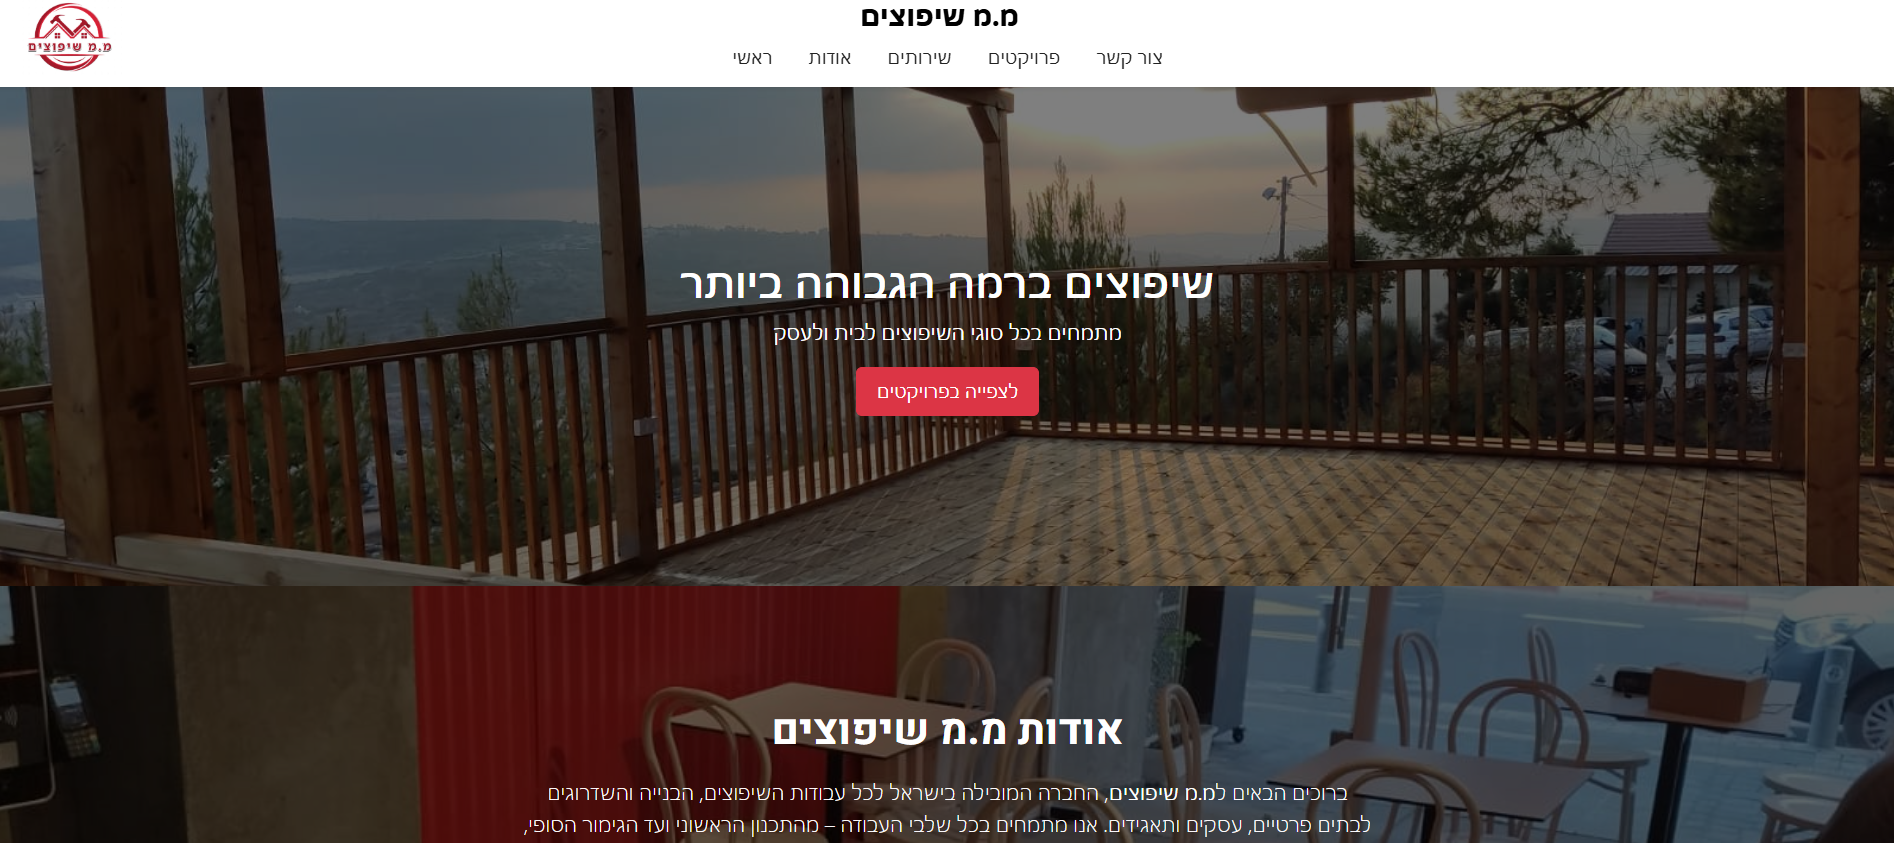 מ.מ שיפוצים
מ.מ שיפוצים
ראשי אודות שירותים פרויקטים צור קשר
שיפוצים ברמה הגבוהה ביותר
מתמחים בכל סוגי השיפוצים לבית ולעסק
לצפייה בפרויקטים
אודות מ.מ שיפוצים
ברוכים הבאים למ.מ שיפוצים, החברה המובילה בישראל לכל עבודות השיפוצים, הבנייה והשדרוגים
לבתים פרטיים, עסקים ותאגידים. אנו מתמחים בכל שלבי העבודה – מהתכנון הראשוני ועד הגימור הסופי,